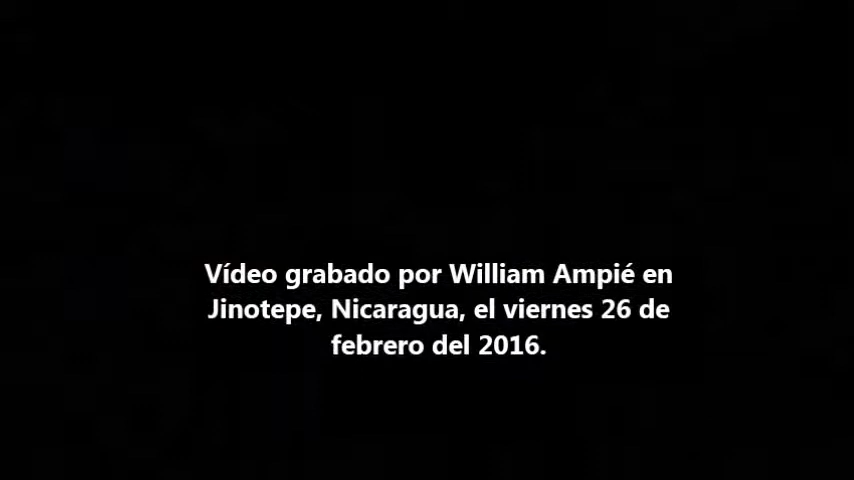 Vídeo grabado por William Ampié en
Jinotepe, Nicaragua, el viernes 26 de
febrero del 2016.